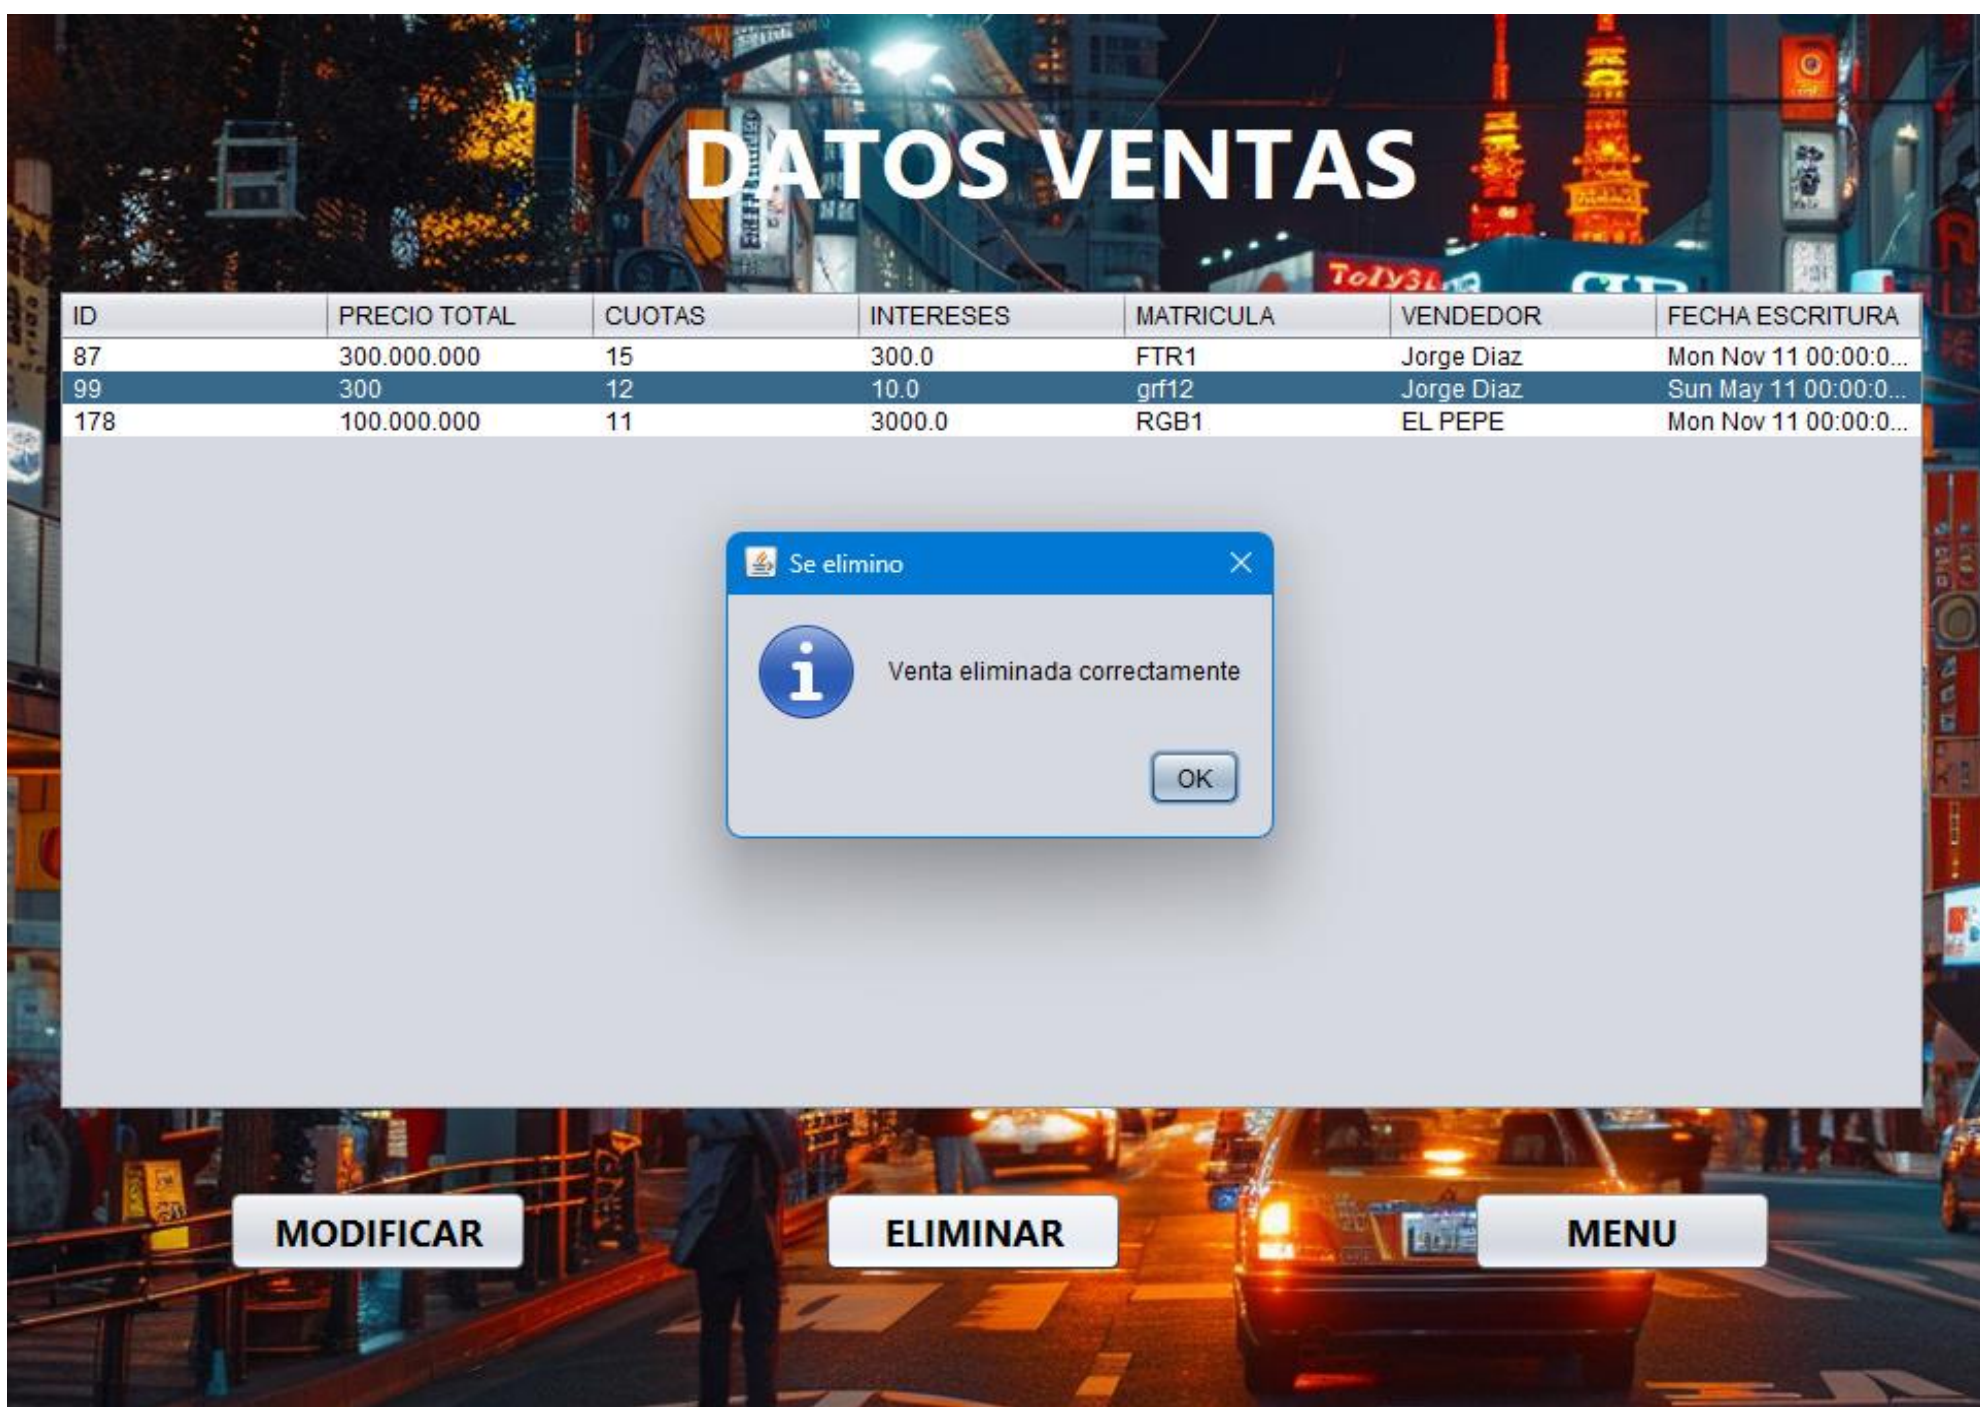 DATOS VENTAS
ID PRECIO TOTAL CUOTAS INTERESES MATRICULA VENDEDOR FECHA ESCRITURA
87 300.000.000 15 300.0 FTR1 Jorge Diaz Mon Nov 11 00:00:0...
99 300 12 10.0 grf12 Jorge Diaz Sun May 11 00:00:0...
178 100.000.000 11 3000.0 RGB1 EL PEPE Mon Nov 11 00:00:0...
Se elimino
Venta eliminada correctamente
OK
MODIFICAR ELIMINAR MENU